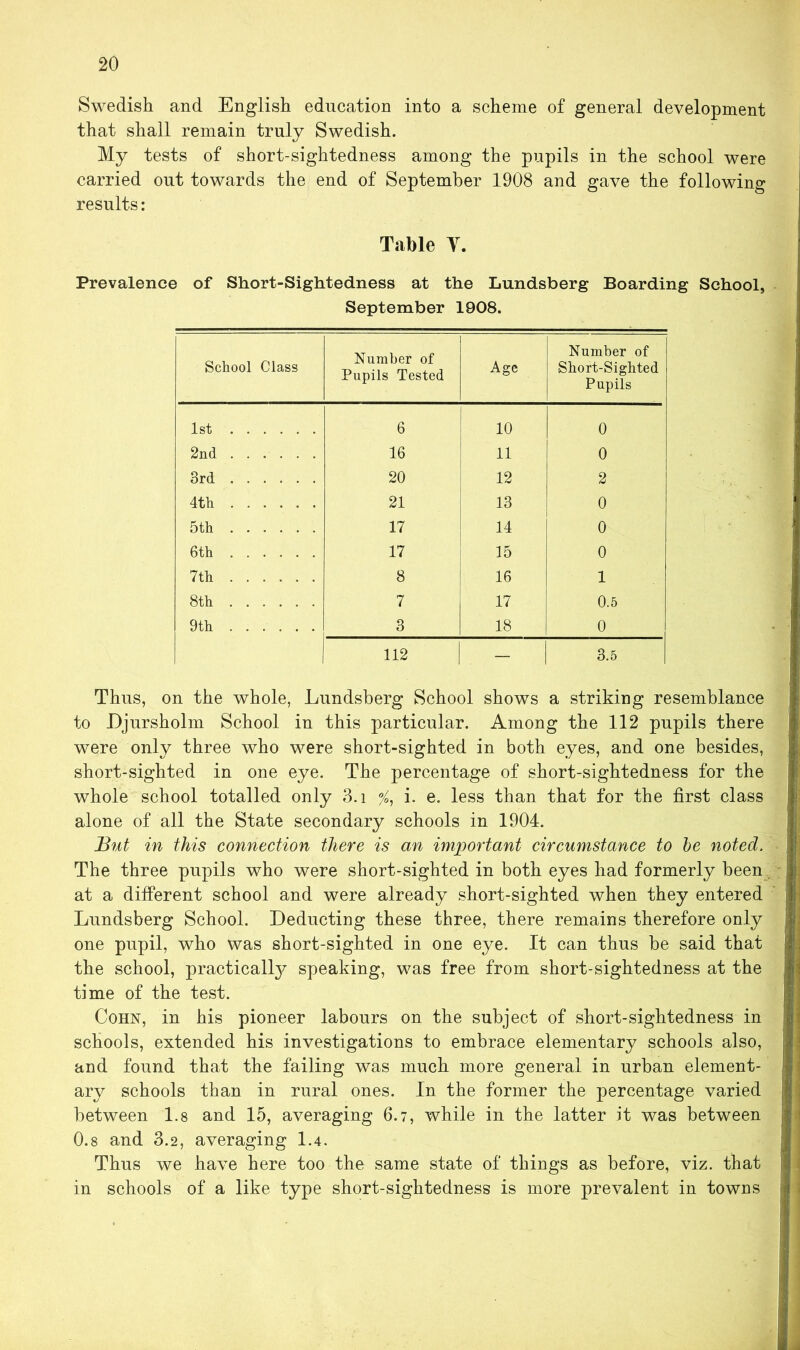 20
Swedish and English education into a scheme of general development
that shall remain truly Swedish.
My tests of short-sightedness among the pupils in the school were
carried out towards the end of September 1908 and gave the following
results:
Table V.
Prevalence of Short-Sightedness at the Lundsberg Boarding School,
September 1908.
School Class | Number of Pupils Tested | Age | Number of Short-Sighted Pupils
1st . . . . . . 6 10 0
2nd . . . . . . 16 11 0
3rd . . . . . . 20 12 2
4th . . . . . . 21 13 0
5th . . . . . . 17 14 0
6th . . . . . . 17 15 0
7th . . . . . . 8 16 1
8th . . . . . . 7 17 0.5
9th . . . . . . 3 18 0
112 — 3.5
Thus, on the whole, Lundsberg School shows a striking resemblance
to Djursholm School in this particular. Among the 112 pupils there
were only three who were short-sighted in both eyes, and one besides,
short-sighted in one eye. The percentage of short-sightedness for the
whole school totalled only 3.1 %, i. e. less than that for the first class
alone of all the State secondary schools in 1904.
But in this connection there is an important circumstance to be noted.
The three pupils who were short-sighted in both eyes had formerly been
at a different school and were already short-sighted when they entered
Lundsberg School. Deducting these three, there remains therefore only
one pupil, who was short-sighted in one eye. It can thus be said that
the school, practically speaking, was free from short-sightedness at the
time of the test.
Cohn, in his pioneer labours on the subject of short-sightedness in
schools, extended his investigations to embrace elementary schools also,
and found that the failing was much more general in urban element-
ary schools than in rural ones. In the former the percentage varied
between 1.8 and 15, averaging 6.7, while in the latter it was between
0.8 and 3.2, averaging 1.4.
Thus we have here too the same state of things as before, viz. that
in schools of a like type short-sightedness is more prevalent in towns